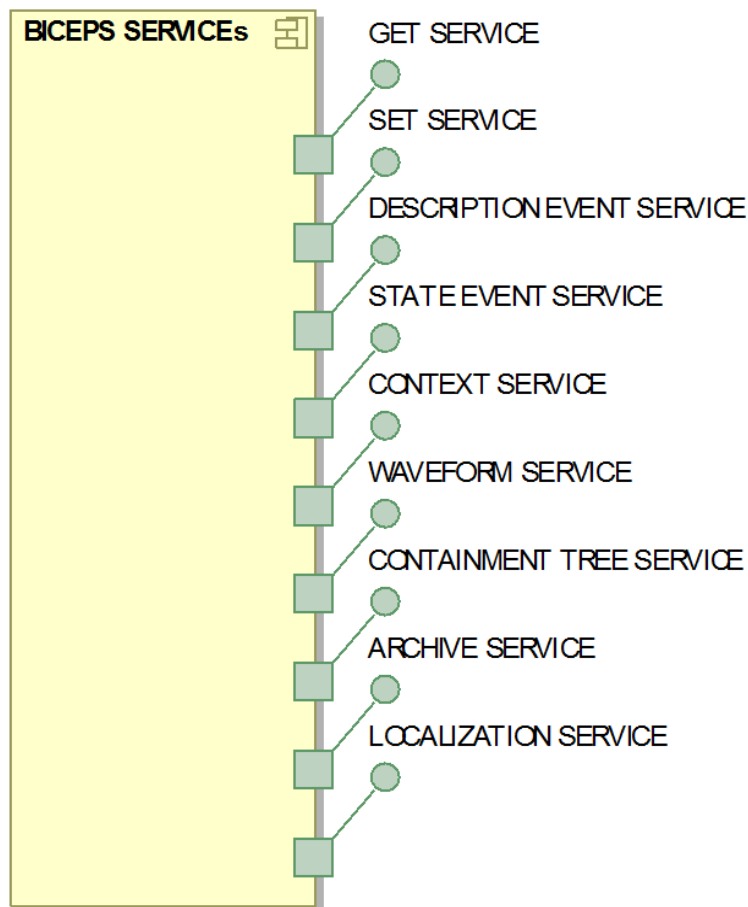 BICEPS SERVICEs
GET SERVICE
SET SERVICE
DESCRIPTION EVENT SERVICE
STATE EVENT SERVICE
CONTEXT SERVICE
WAVEFORM SERVICE
CONTAINMENT TREE SERVICE
ARCHIVE SERVICE
LOCALIZATION SERVICE